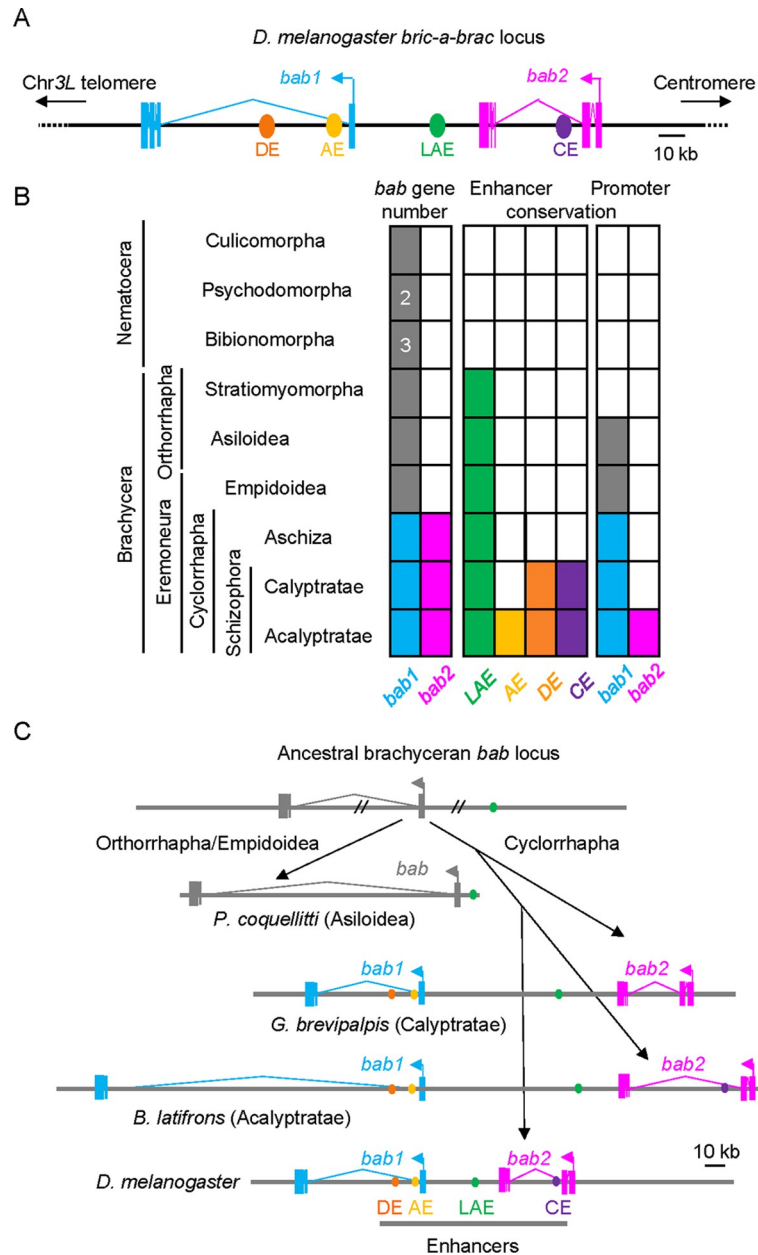 A
D. melanogaster bric-a-brac locus
Chr3L telomere
bab1
bab2
Centromere
DE
AE
LAE
CE
10 kb
B
bab gene number
Enhancer conservation
Promoter
Nematocera
Brachycera
Orthorrhapha
Eremoneura
Cyclorrhapha
Schizophora
Culicomorpha
Psychodomorpha
2
Bibionomorpha
3
Stratiomyomorpha
Asiloidea
Empidoidea
Aschiza
Calyptratae
Acalyptratae
bab1
bab2
LAE
AE
DE
CE
bab1
bab2
C
Ancestral brachyceran bab locus
Orthorrhapha/Empidoidea
Cyclorrhapha
bab
P. coquellitti (Asiloidea)
bab1
bab2
G. brevipalpis (Calyptratae)
bab1
bab2
B. latifrons (Acalyptratae)
10 kb
bab1
bab2
D. melanogaster
DE
AE
LAE
CE
Enhancers